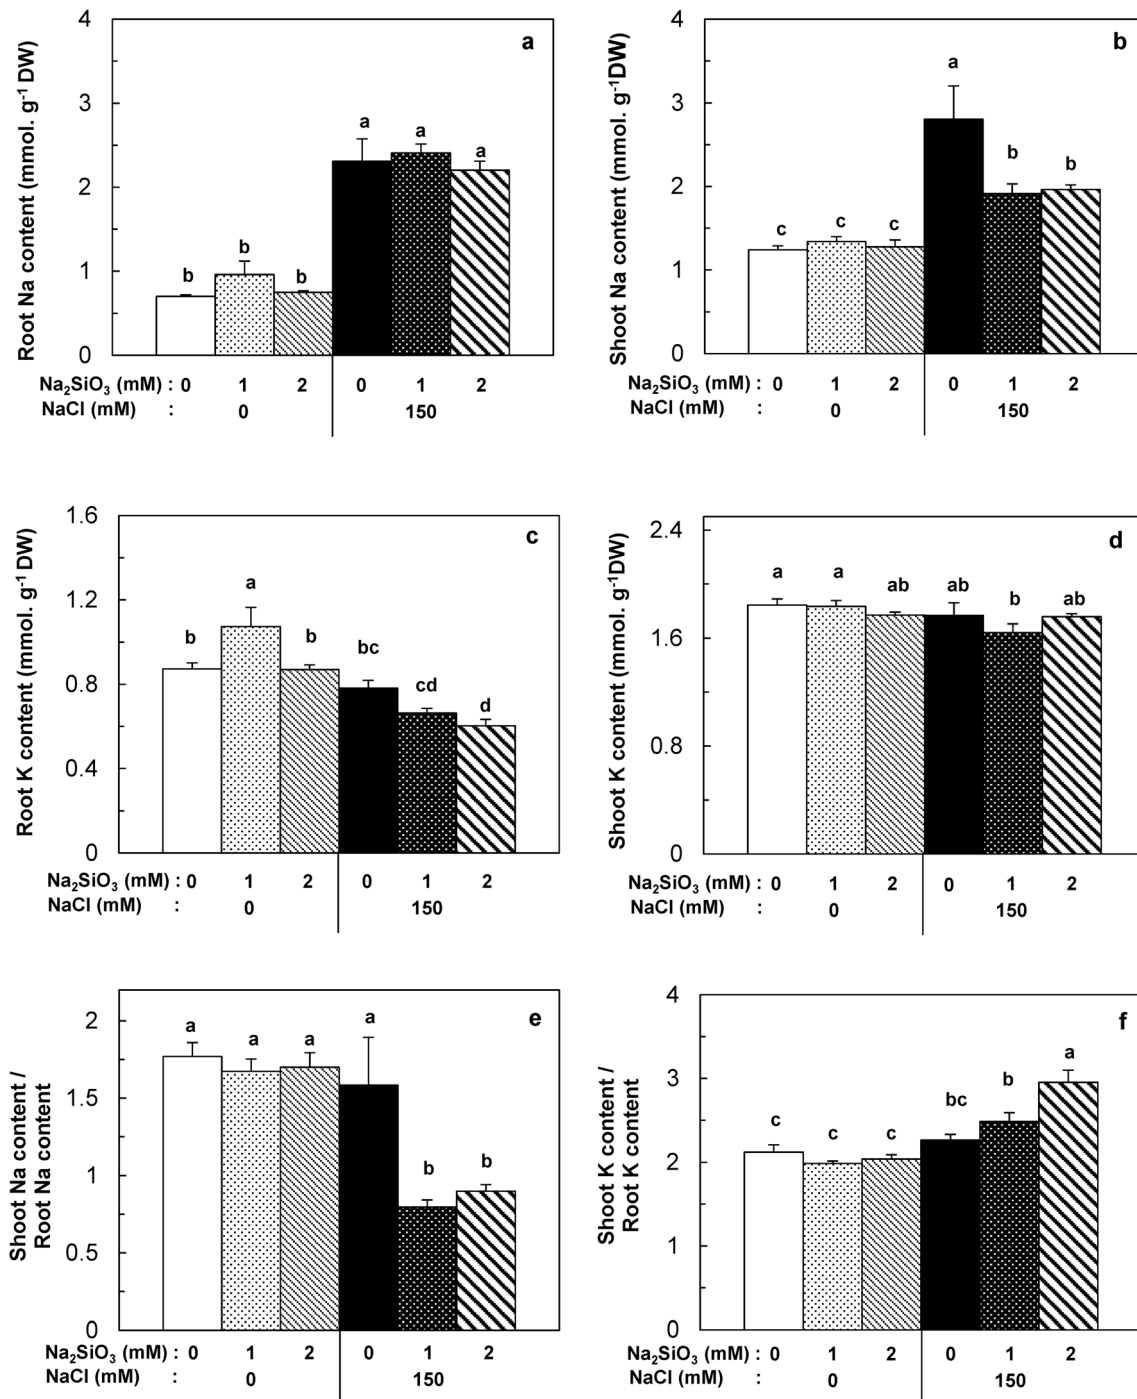 a
Root Na content (mmol. g⁻¹ DW)
4
3
2
1
0
a
a
a
b
b
b
Na₂SiO₃ (mM) : 0 1 2 0 1 2
NaCl (mM) : 0 150
b
Shoot Na content (mmol. g⁻¹DW)
4
3
2
1
0
a
b
b
c
c
c
Na₂SiO₃ (mM) : 0 1 2 0 1 2
NaCl (mM) : 0 150
c
Root K content (mmol. g⁻¹ DW)
1.6
1.2
0.8
0.4
0
b
a
b
bc
cd
d
Na₂SiO₃ (mM) : 0 1 2 0 1 2
NaCl (mM) : 0 150
d
Shoot K content (mmol. g⁻¹DW)
2.4
1.6
0.8
0
a
a
ab
ab
b
ab
Na₂SiO₃ (mM) : 0 1 2 0 1 2
NaCl (mM) : 0 150
e
Shoot Na content /
Root Na content
2
1.5
1
0.5
0
a
a
a
a
b
b
Na₂SiO₃ (mM) : 0 1 2 0 1 2
NaCl (mM) : 0 150
f
Shoot K content /
Root K content
4
3
2
1
0
c
c
c
bc
b
a
Na₂SiO₃ (mM) : 0 1 2 0 1 2
NaCl (mM) : 0 150